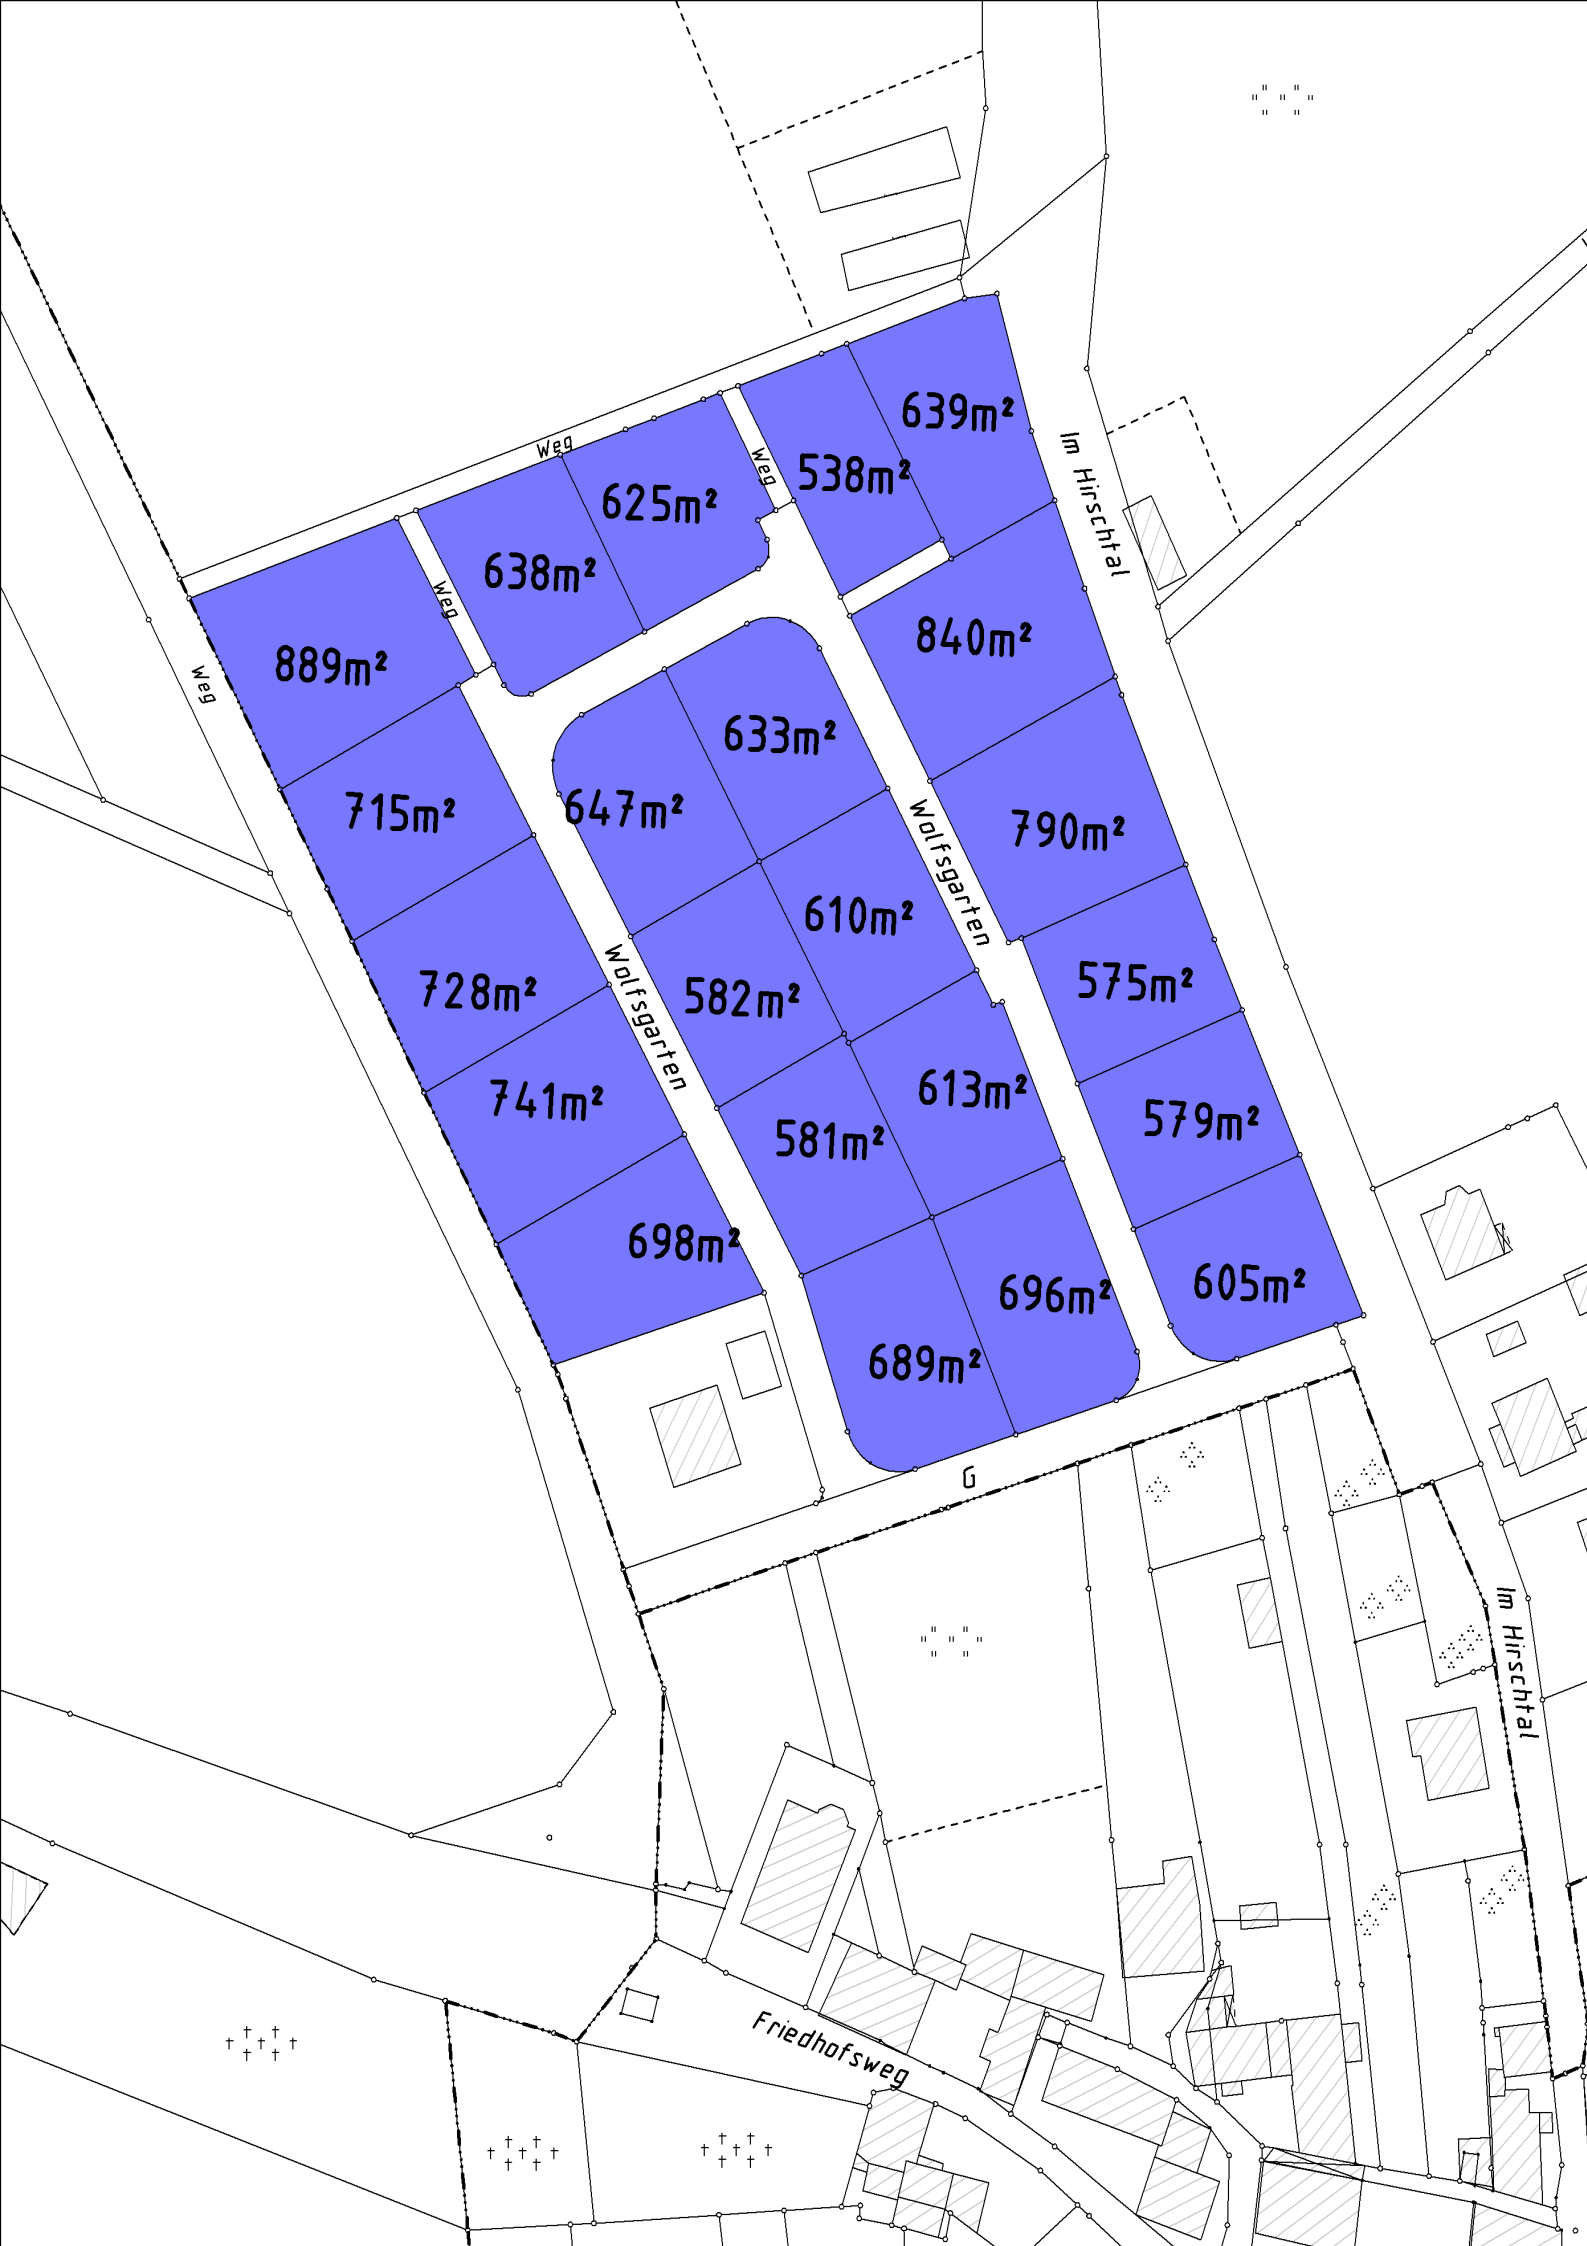 639m²
Weg
Weg
538m²
Im Hirschtal
625m²
638m²
Weg
840m²
889m²
Weg
633m²
647m²
715m²
790m²
Wolfsgarten
610m²
582m²
575m²
728m²
Wolfsgarten
741m²
613m²
581m²
579m²
698m²
696m²
605m²
689m²
G
Im Hirschtal
Friedhofsweg